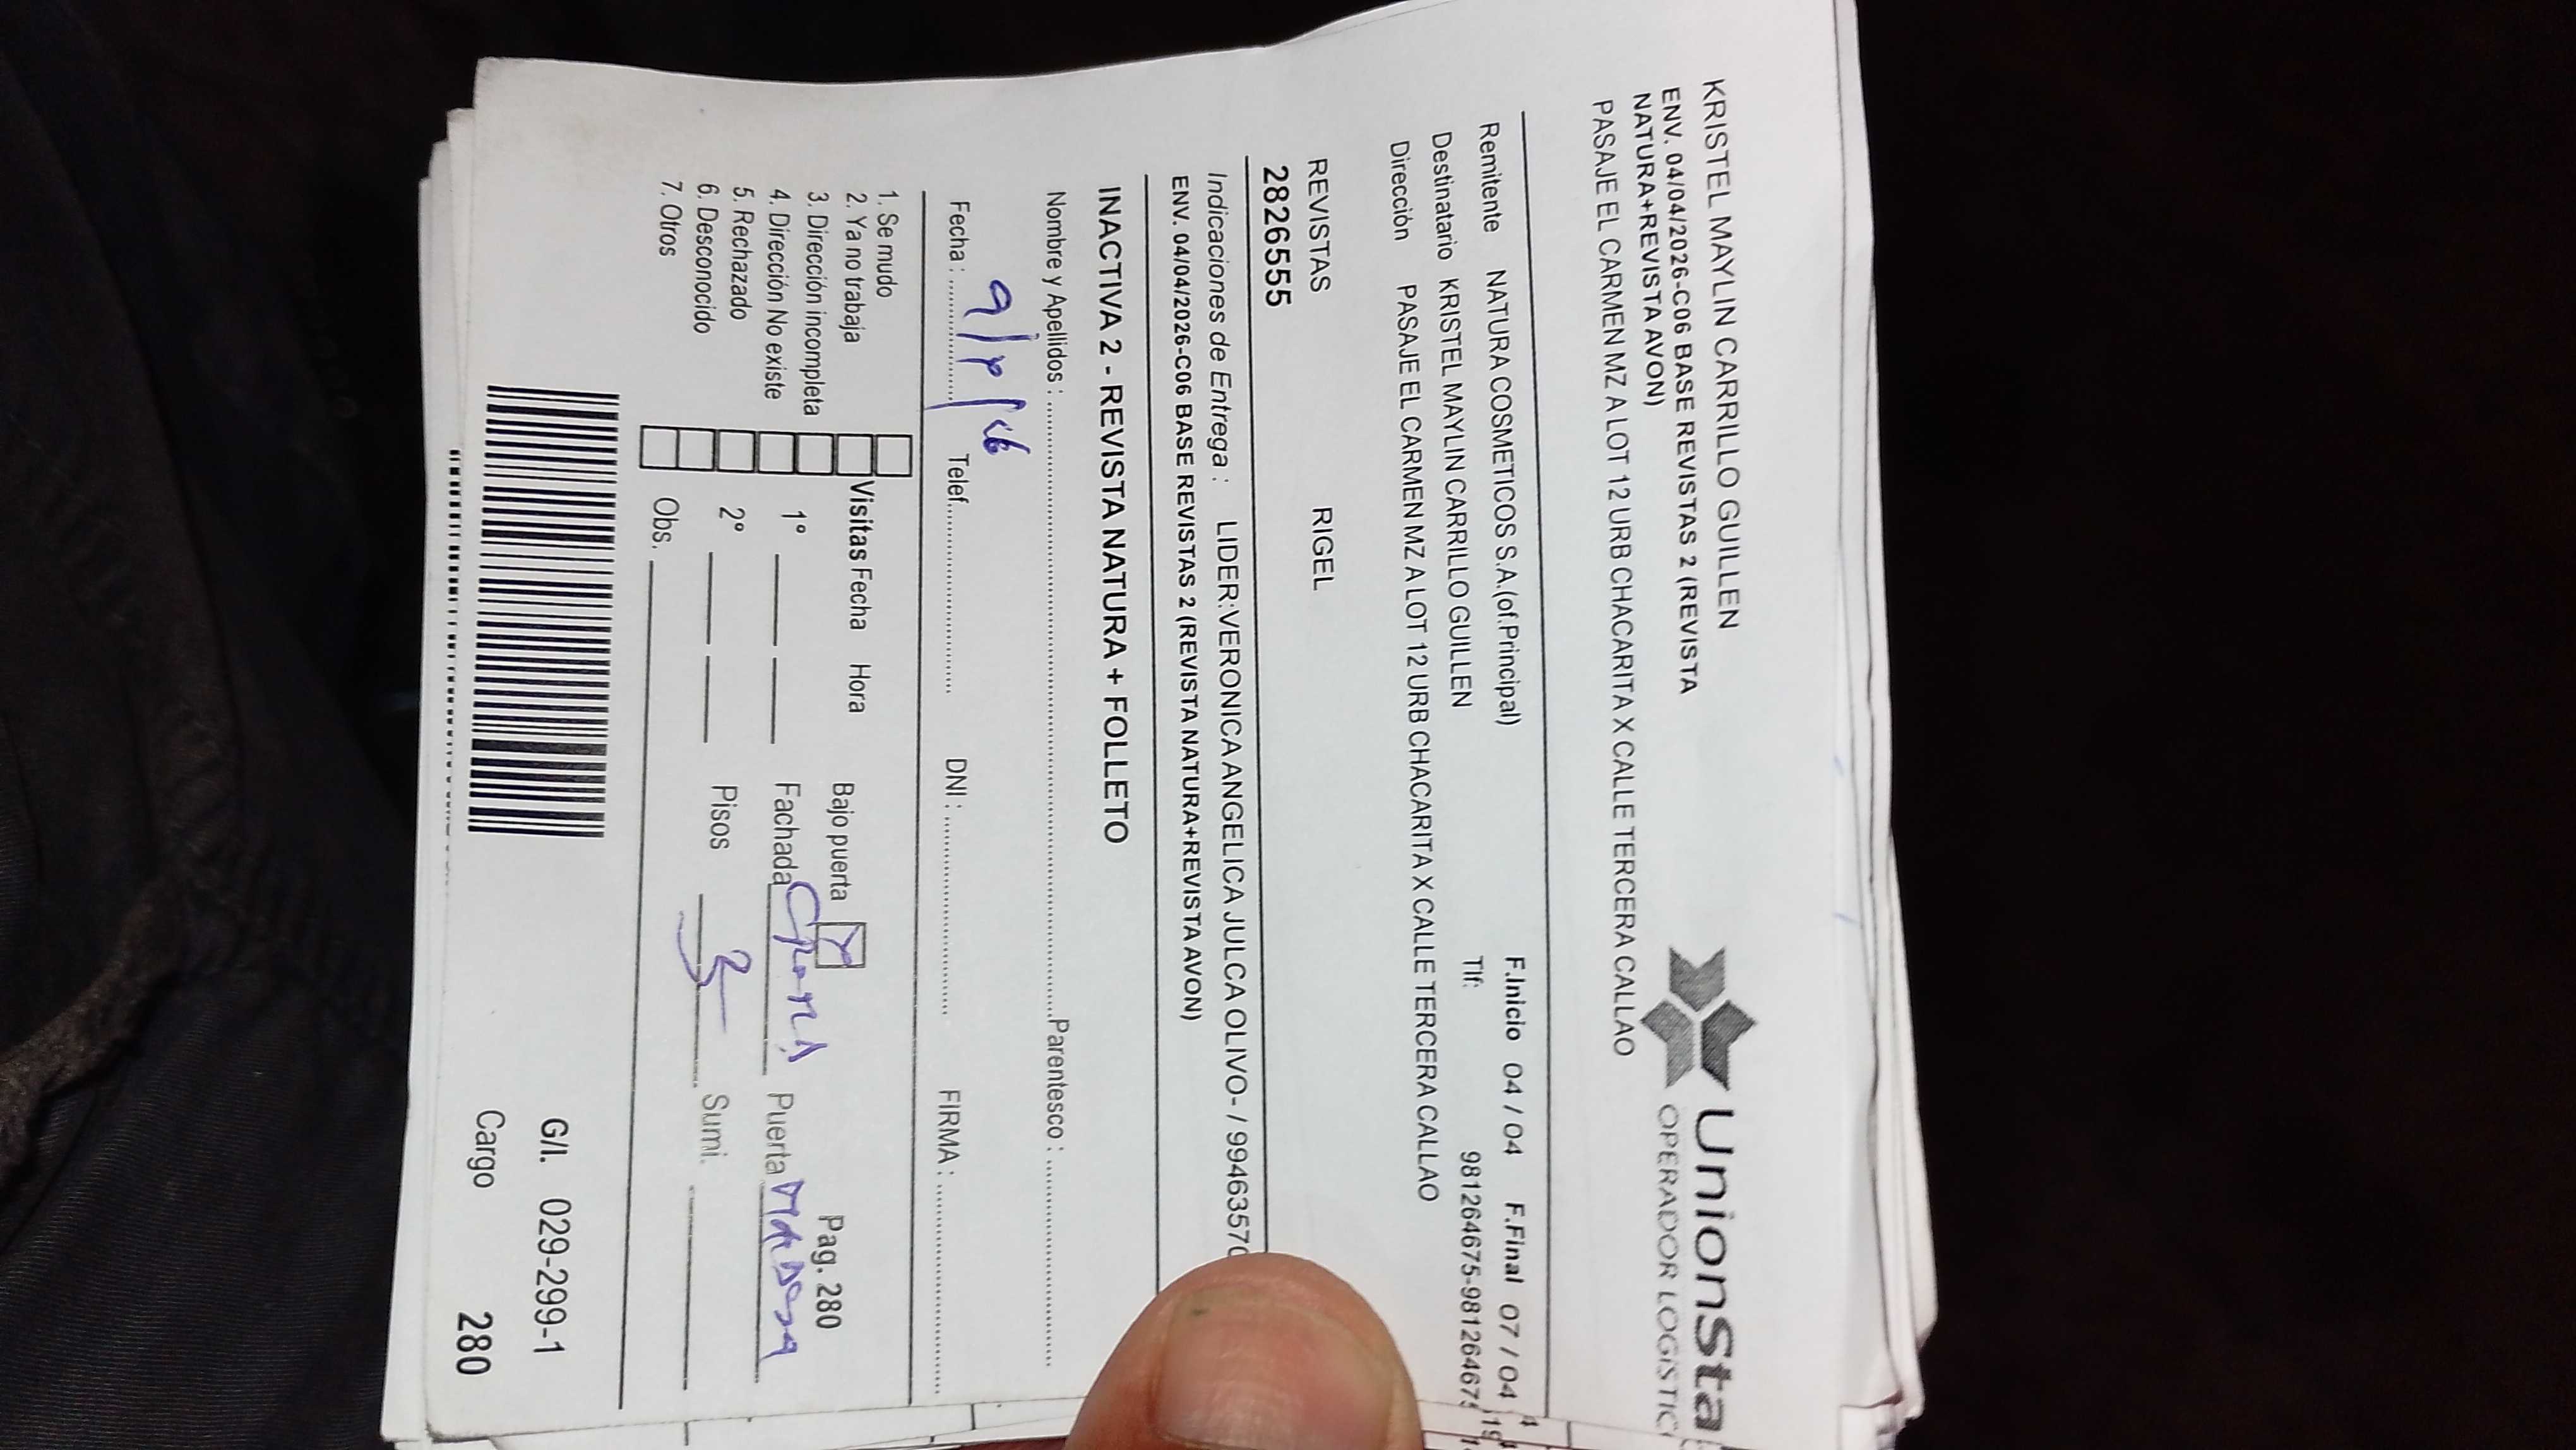 KRISTEL MAYLIN CARRILLO GUILLEN
ENV. 04/04/2026-C06 BASE REVISTAS 2 (REVISTA
NATURA+REVISTA AVON)
PASAJE EL CARMEN MZ A LOT 12 URB CHACARITA X CALLE TERCERA CALLAO
UnionSta
OPERADOR LOGISTIC
Remitente NATURA COSMETICOS S.A.(of.Principal) F.Inicio 04 / 04 F.Final 07 / 04
Destinatario KRISTEL MAYLIN CARRILLO GUILLEN Tlf: 981264675-981264675
Dirección PASAJE EL CARMEN MZ A LOT 12 URB CHACARITA X CALLE TERCERA CALLAO
REVISTAS RIGEL
2826555
Indicaciones de Entrega : LIDER:VERONICA ANGELICA JULCA OLIVO- / 99463570
ENV. 04/04/2026-C06 BASE REVISTAS 2 (REVISTA NATURA+REVISTA AVON)
INACTIVA 2 - REVISTA NATURA + FOLLETO
Nombre y Apellidos : Parentesco :
Fecha : Telef. DNI : FIRMA :
1. Se mudo
2. Ya no trabaja
3. Dirección incompleta
4. Dirección No existe
5. Rechazado
6. Desconocido
7. Otros
Visitas Fecha Hora
1°
2°
Obs.
Bajo puerta Pag. 280
Fachada Puerta
Pisos Sumi.
G/I. 029-299-1
Cargo 280